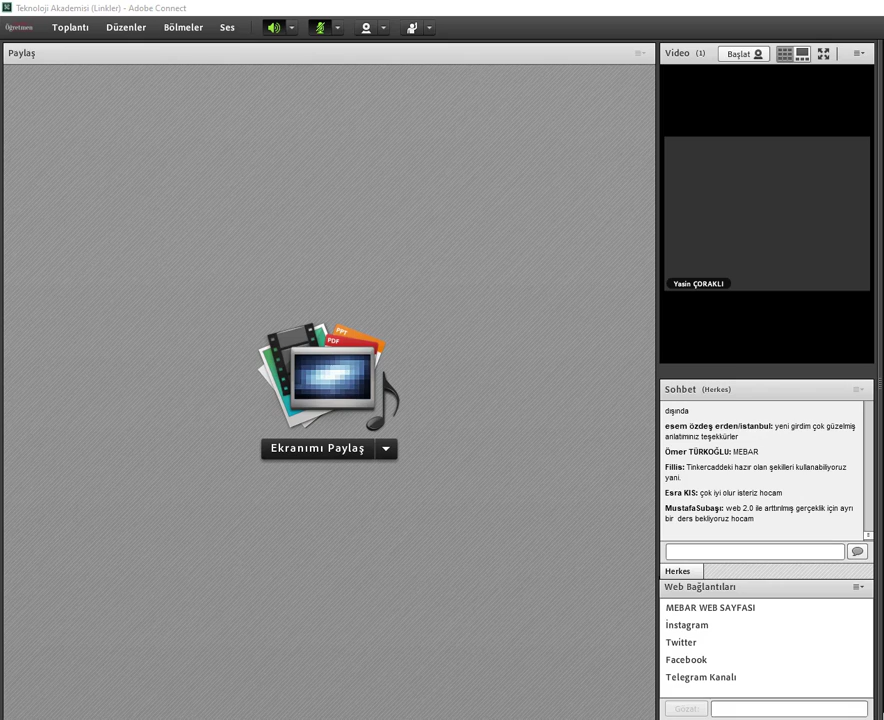 Teknoloji Akademisi (Linkler) - Adobe Connect
Öğretmen
Toplantı Düzenler Bölmeler Ses
Paylaş
PPT
PDF
Ekranımı Paylaş
Video (1) Başlat
Yasin ÇORAKLI
Sohbet (Herkes)
dışında
esem özdeş erden/istanbul: yeni girdim çok güzelmiş
anlatımınız teşekkürler
Ömer TÜRKOĞLU: MEBAR
Fillis: Tinkercaddeki hazır olan şekilleri kullanabiliyoruz
yani.
Esra KIS: çok iyi olur isteriz hocam
MustafaSubaşı: web 2.0 ile arttırılmış gerçeklik için ayrı
bir ders bekliyoruz hocam
Herkes
Web Bağlantıları
MEBAR WEB SAYFASI
İnstagram
Twitter
Facebook
Telegram Kanalı
Gözat: